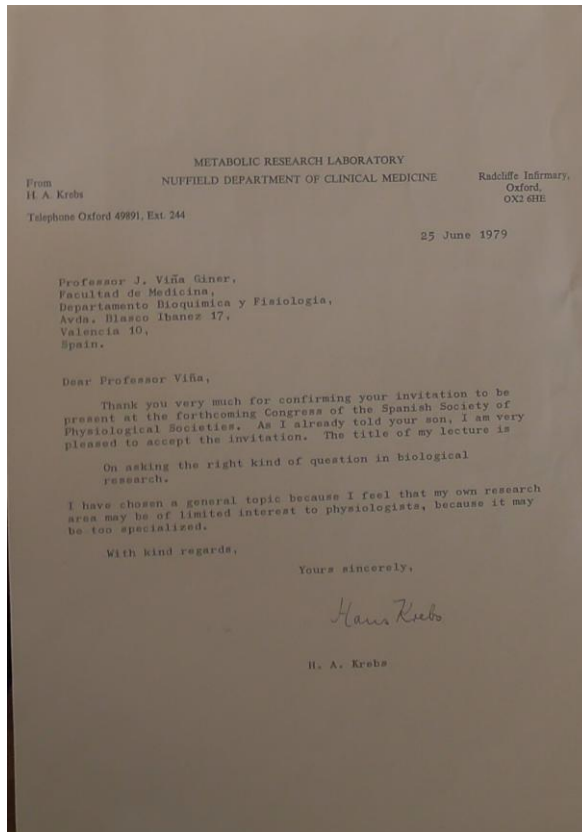 METABOLIC RESEARCH LABORATORY
NUFFIELD DEPARTMENT OF CLINICAL MEDICINE
From
H. A. Krebs
Telephone Oxford 49891, Ext. 244
Radcliffe Infirmary,
Oxford,
OX2 6HE
25 June 1979
Professor J. Viña Giner,
Facultad de Medicina,
Departamento Bioquimica y Fisiologia,
Avda. Blasco Ibanez 17,
Valencia 10,
Spain.
Dear Professor Viña,
Thank you very much for confirming your invitation to be
present at the forthcoming Congress of the Spanish Society of
Physiological Societies. As I already told your son, I am very
pleased to accept the invitation. The title of my lecture is
On asking the right kind of question in biological
research.
I have chosen a general topic because I feel that my own research
area may be of limited interest to physiologists, because it may
be too specialized.
With kind regards,
Yours sincerely,
Hans Krebs
H. A. Krebs